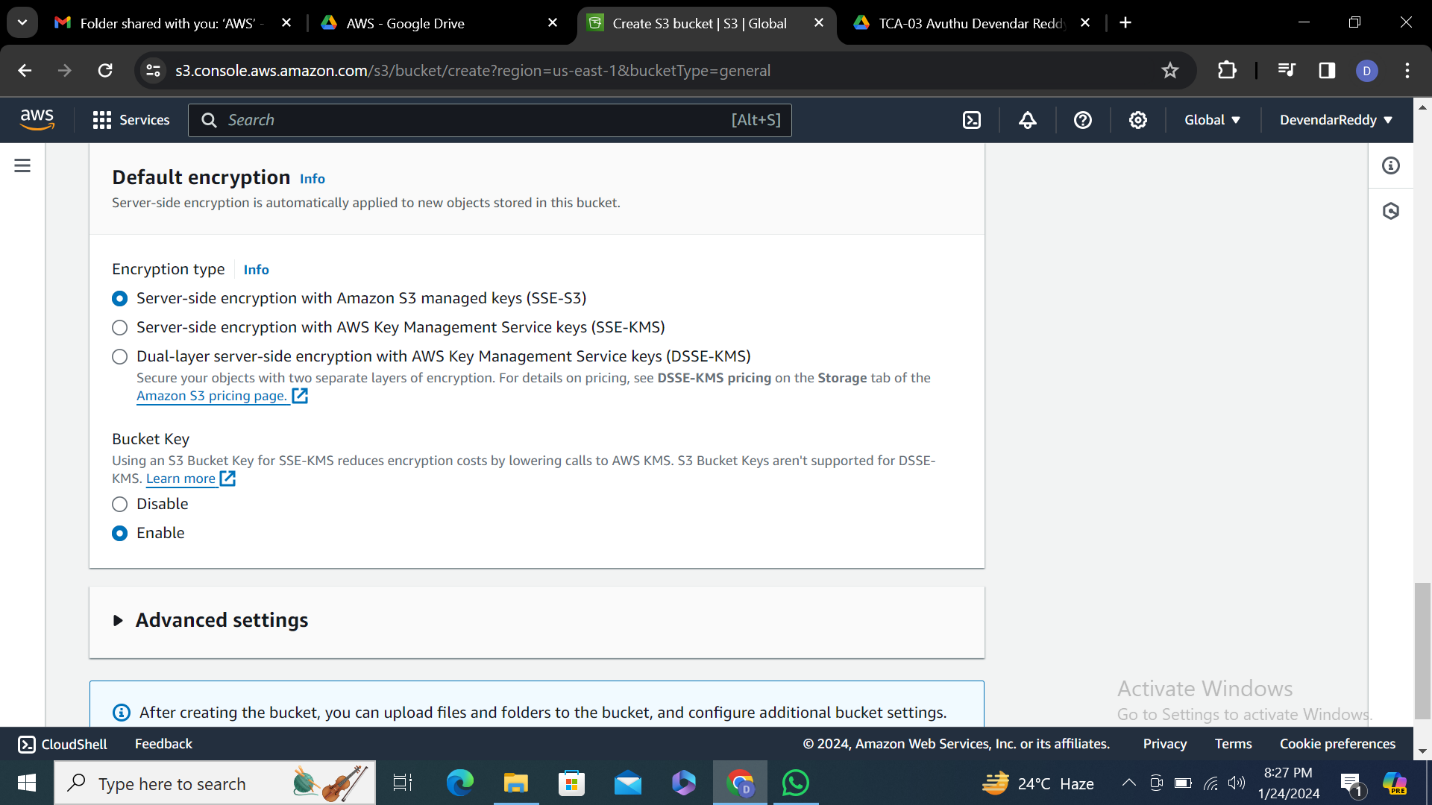 Folder shared with you: 'AWS' -
AWS - Google Drive
Create S3 bucket | S3 | Global
TCA-03 Avuthu Devendar Reddy
s3.console.aws.amazon.com/s3/bucket/create?region=us-east-1&bucketType=general
D
aws
Services
Search
[Alt+S]
Global
DevendarReddy
Default encryption Info
Server-side encryption is automatically applied to new objects stored in this bucket.
Encryption type Info
Server-side encryption with Amazon S3 managed keys (SSE-S3)
Server-side encryption with AWS Key Management Service keys (SSE-KMS)
Dual-layer server-side encryption with AWS Key Management Service keys (DSSE-KMS)
Secure your objects with two separate layers of encryption. For details on pricing, see DSSE-KMS pricing on the Storage tab of the
Amazon S3 pricing page.
Bucket Key
Using an S3 Bucket Key for SSE-KMS reduces encryption costs by lowering calls to AWS KMS. S3 Bucket Keys aren't supported for DSSE-
KMS. Learn more
Disable
Enable
Advanced settings
After creating the bucket, you can upload files and folders to the bucket, and configure additional bucket settings.
Activate Windows
Go to Settings to activate Windows.
CloudShell
Feedback
© 2024, Amazon Web Services, Inc. or its affiliates.
Privacy
Terms
Cookie preferences
Type here to search
D
24°C Haze
8:27 PM
1/24/2024
1
PRE